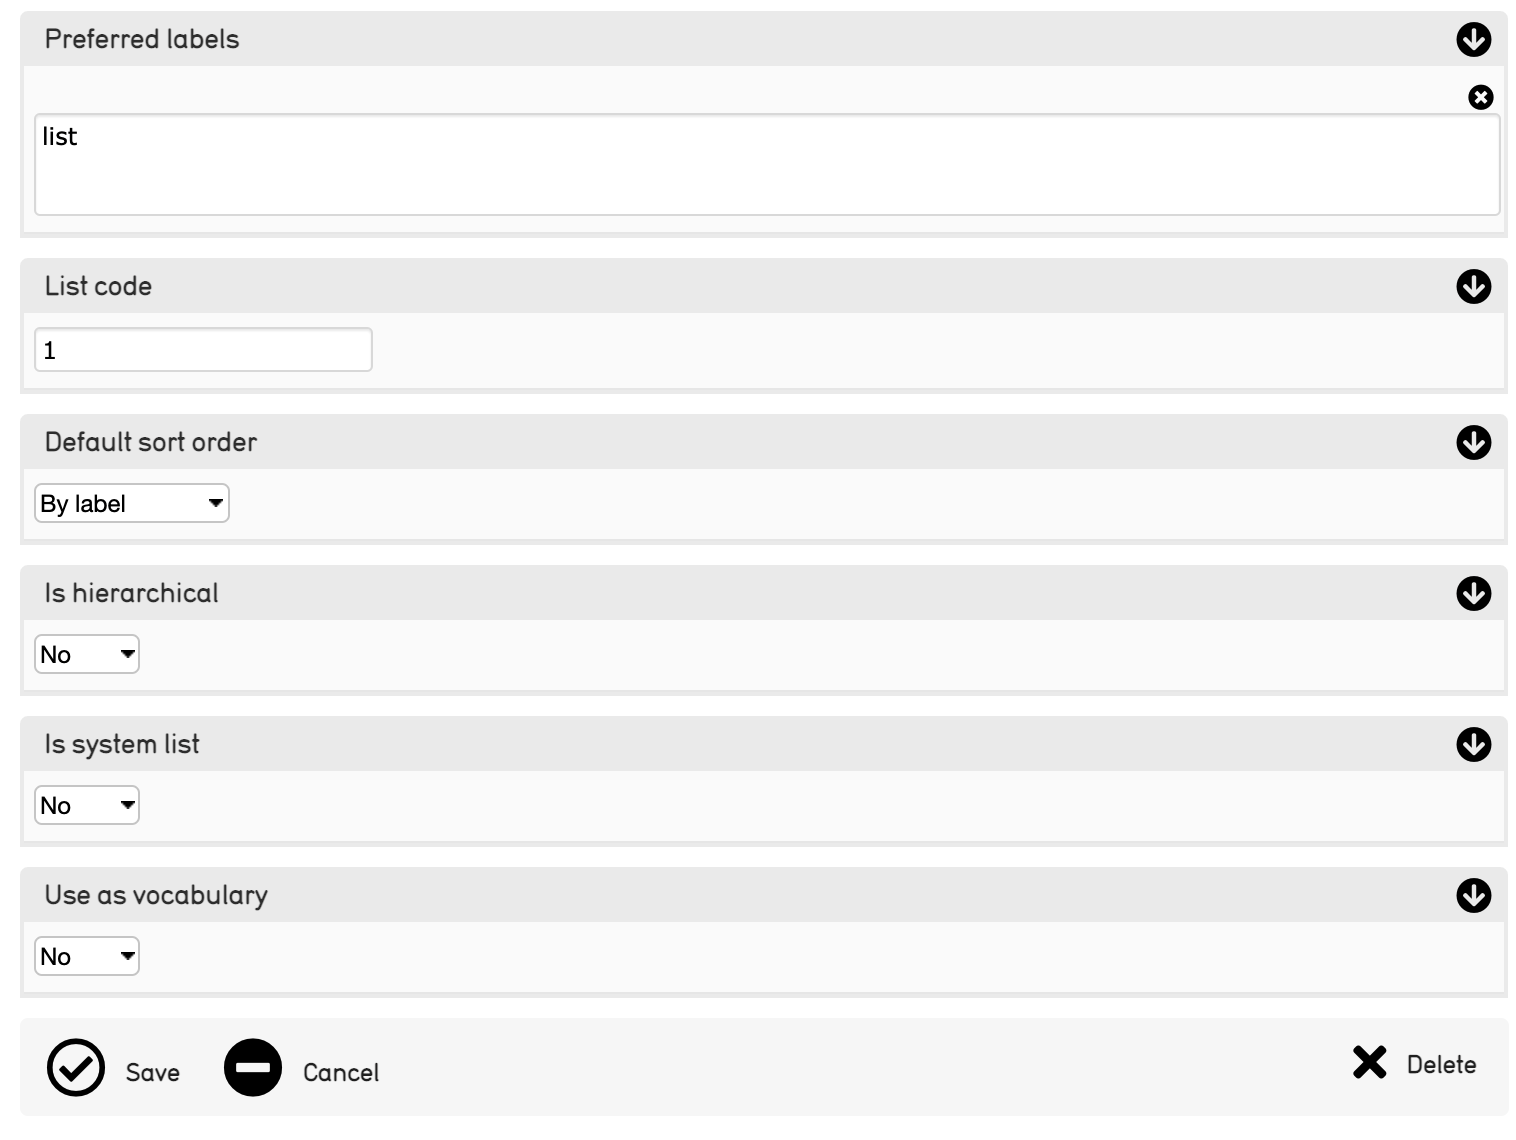 Preferred labels
list
List code
1
Default sort order
By label
Is hierarchical
No
Is system list
No
Use as vocabulary
No
Save Cancel Delete